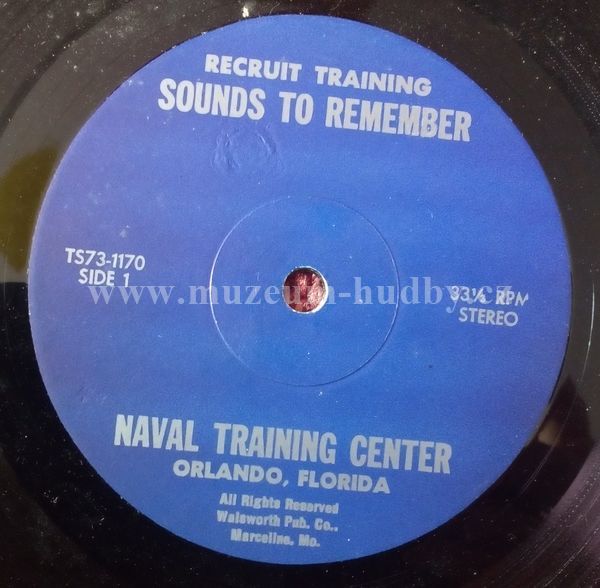 RECRUIT TRAINING
SOUNDS TO REMEMBER
TS73-1170
SIDE 1
33⅓ RPM
STEREO
www.muzeum-hudby.cz
NAVAL TRAINING CENTER
ORLANDO, FLORIDA
All Rights Reserved
Walsworth Pub. Co.,
Marceline, Mo.